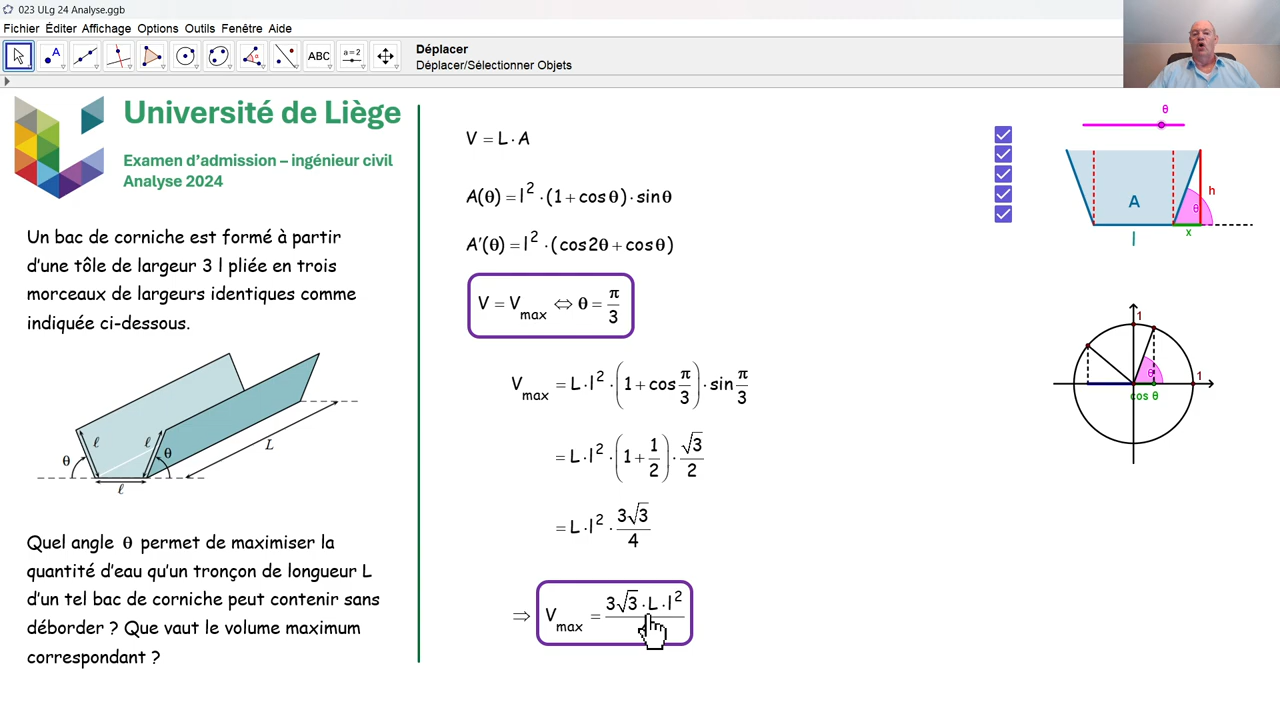 023 ULg 24 Analyse.ggb
Fichier Éditer Affichage Options Outils Fenêtre Aide
A
ABC
a=2
Déplacer
Déplacer/Sélectionner Objets
Université de Liège
Examen d’admission – ingénieur civil
Analyse 2024
Un bac de corniche est formé à partir
d’une tôle de largeur 3 l pliée en trois
morceaux de largeurs identiques comme
indiquée ci-dessous.
ℓ ℓ
θ θ
ℓ
L
Quel angle θ permet de maximiser la
quantité d’eau qu’un tronçon de longueur L
d’un tel bac de corniche peut contenir sans
déborder ? Que vaut le volume maximum
correspondant ?
V = L · A
A(θ) = l² · (1 + cos θ) · sin θ
A′(θ) = l² · (cos 2θ + cos θ)
V = V_max ⇔ θ = π/3
V_max = L · l² · (1 + cos π/3) · sin π/3
= L · l² · (1 + 1/2) · √3/2
= L · l² · 3√3/4
⇒ V_max = 3√3 · L · l²
θ
A
h
θ
x
l
1
θ
1
cos θ